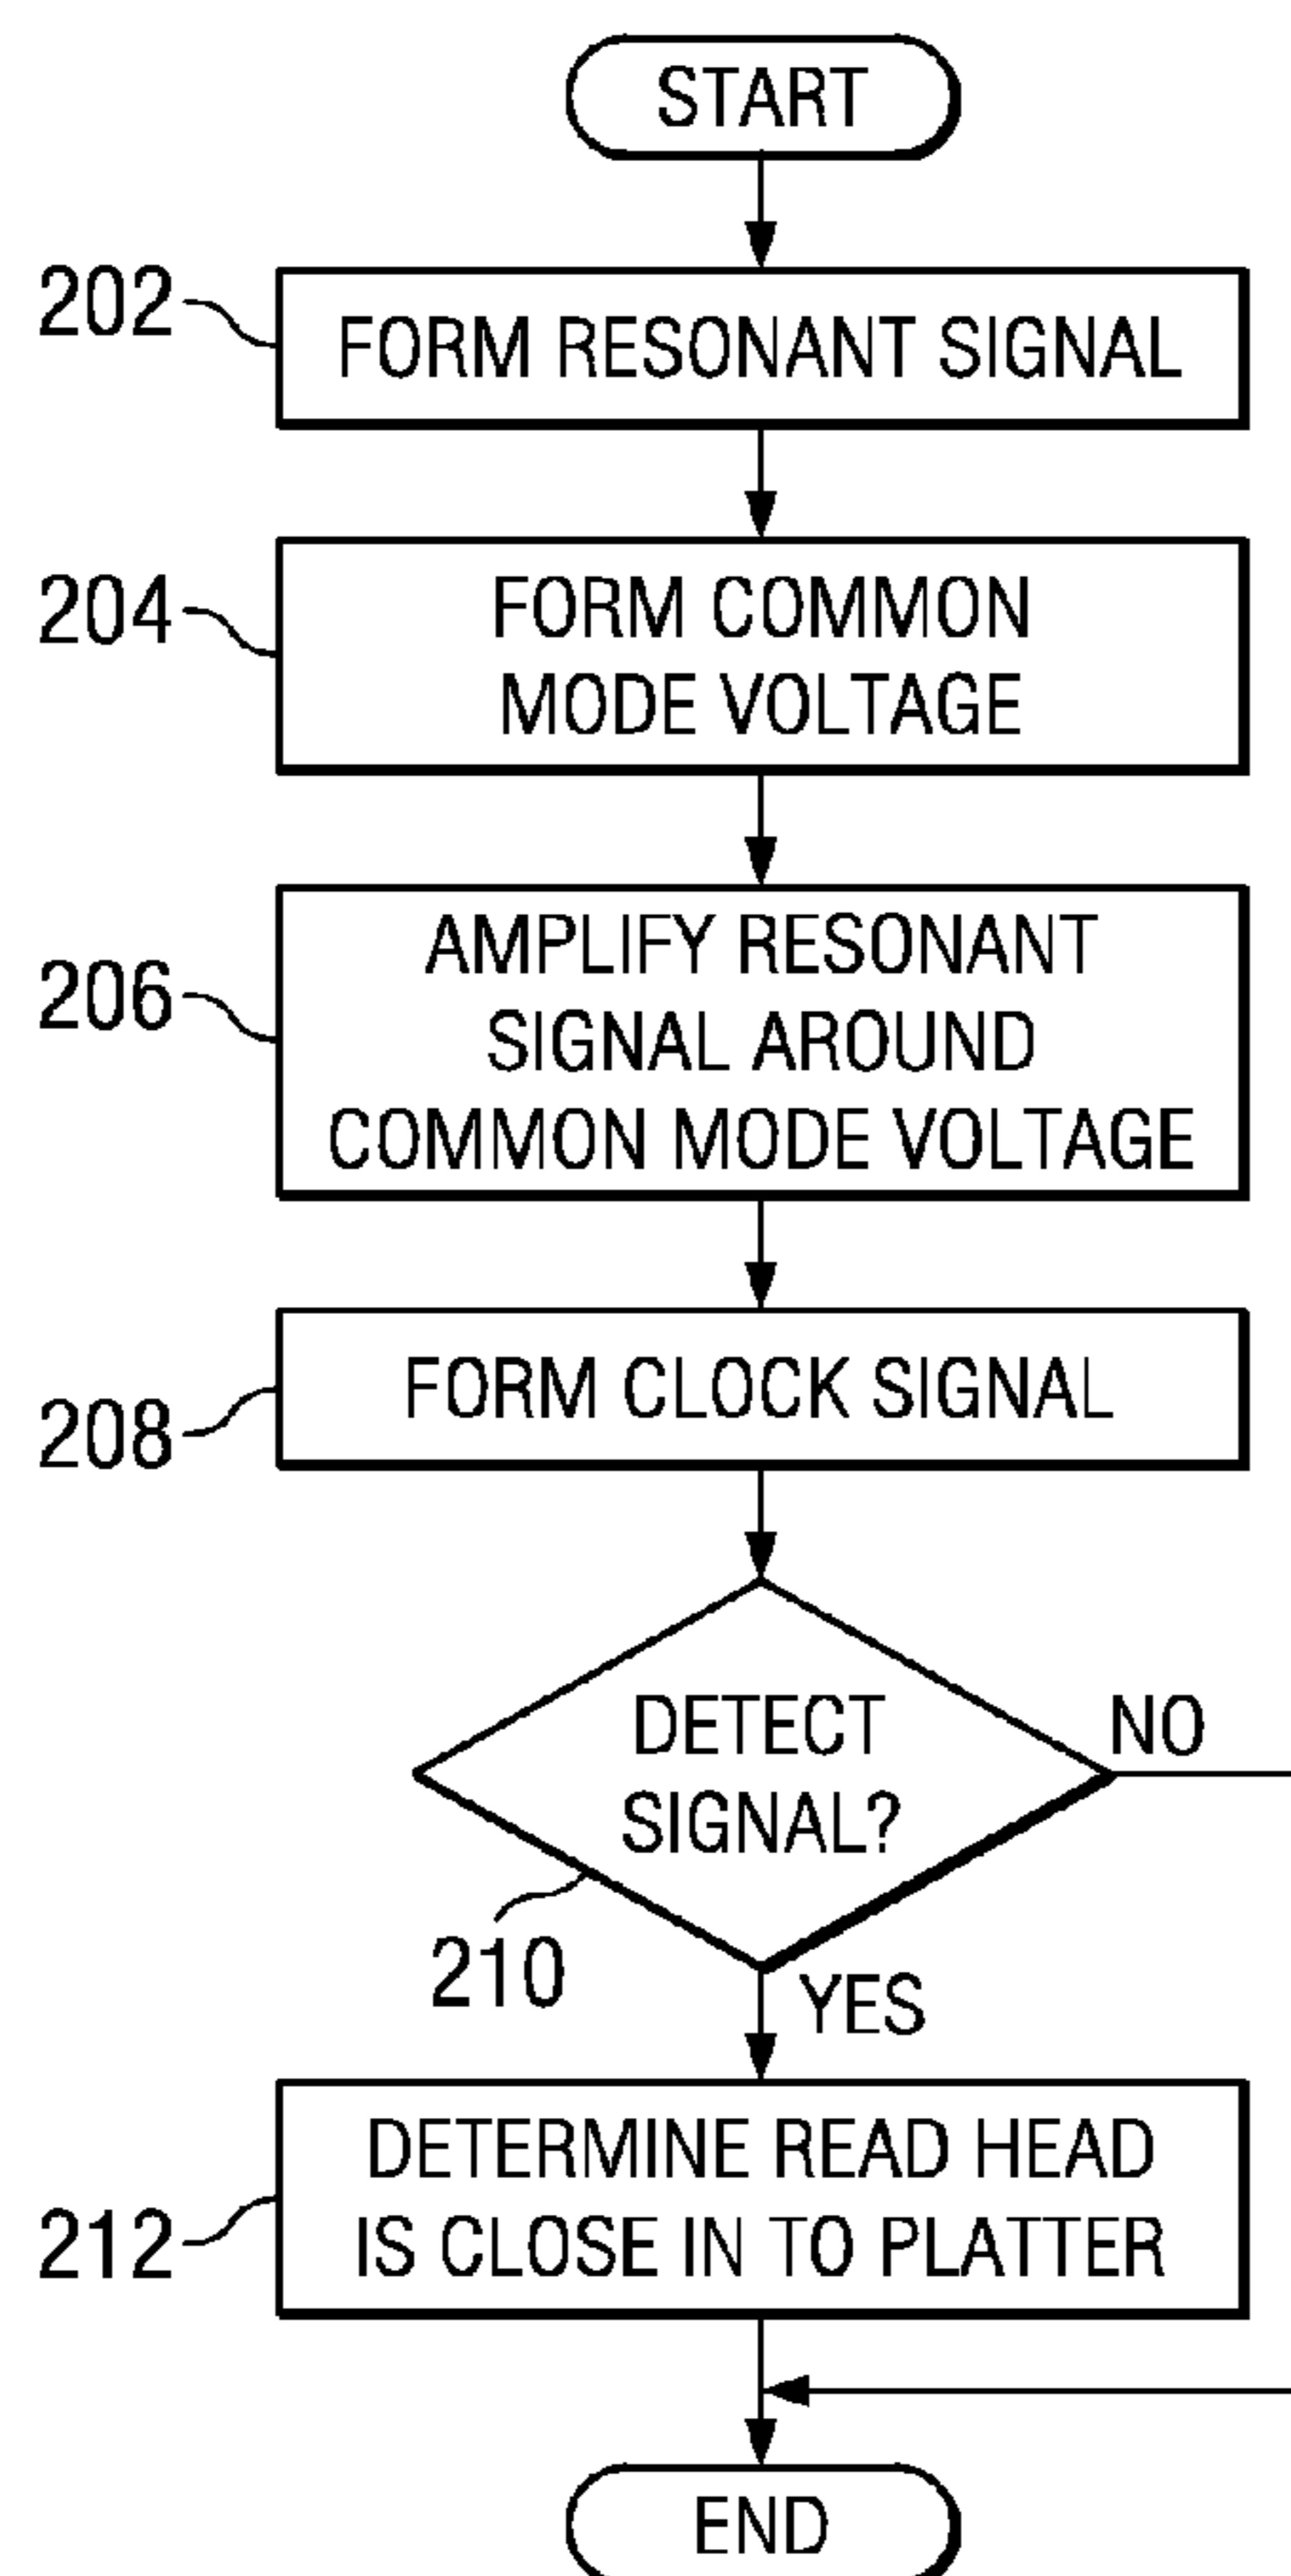 START
202
FORM RESONANT SIGNAL
204
FORM COMMON
MODE VOLTAGE
206
AMPLIFY RESONANT
SIGNAL AROUND
COMMON MODE VOLTAGE
208
FORM CLOCK SIGNAL
DETECT
SIGNAL?
NO
210
YES
212
DETERMINE READ HEAD
IS CLOSE IN TO PLATTER
END